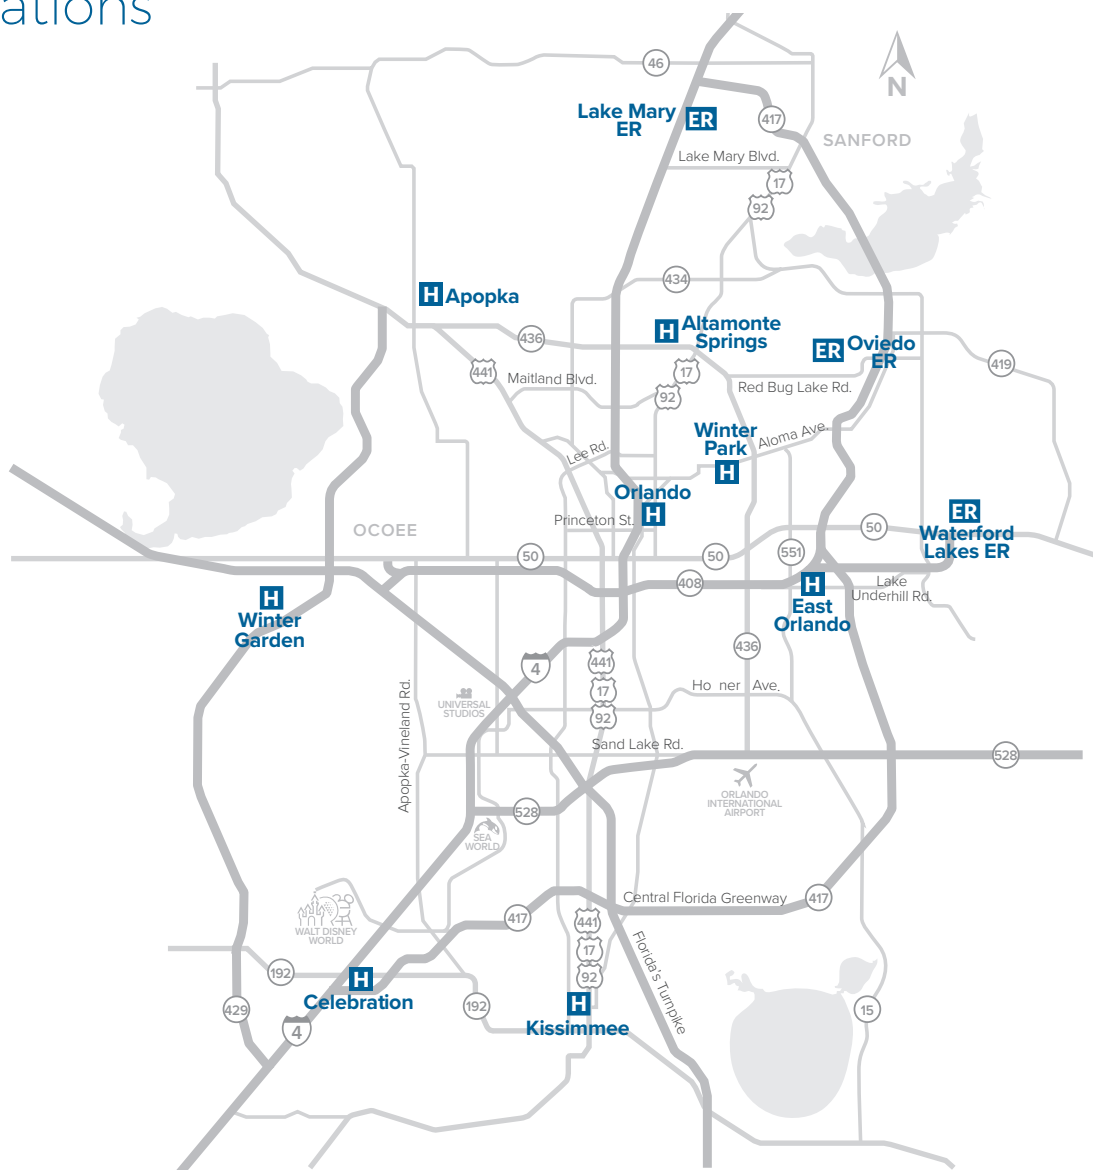 ations
46
N
Lake Mary
ER
ER
417
SANFORD
Lake Mary Blvd.
17
92
434
H Apopka
436
H Altamonte
Springs
ER Oviedo
ER
441
Maitland Blvd.
17
92
Red Bug Lake Rd.
419
Winter
Park
H
Aloma Ave.
Lee Rd.
Orlando
H
Princeton St.
OCOEE
ER
Waterford
Lakes ER
50
50
50
551
408
H
East
Orlando
Lake
Underhill Rd.
H
Winter
Garden
4
441
17
92
436
Ho ner Ave.
UNIVERSAL
STUDIOS
Apopka-Vineland Rd.
Sand Lake Rd.
528
ORLANDO
INTERNATIONAL
AIRPORT
528
SEA
WORLD
WALT DISNEY
WORLD
417
Central Florida Greenway
417
441
17
92
Florida's Turnpike
192
H
Celebration
192
H
Kissimmee
429
4
15